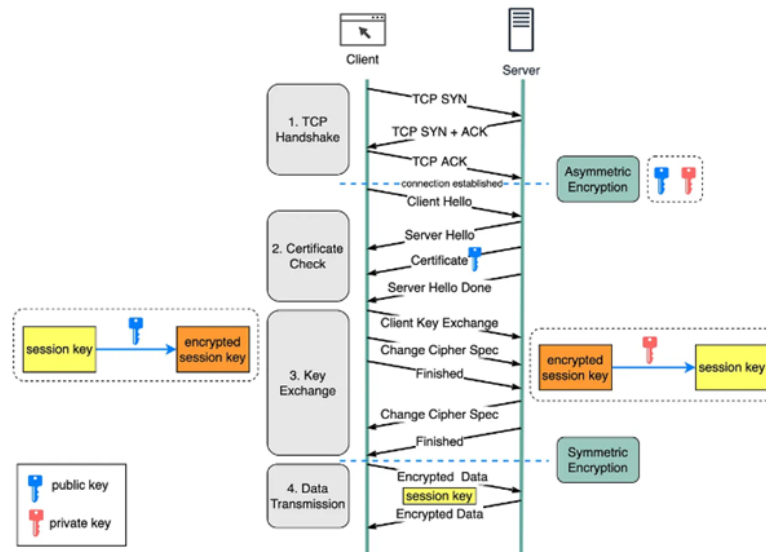 Client
Server
TCP SYN
1. TCP
Handshake
TCP SYN + ACK
TCP ACK
connection established
Asymmetric
Encryption
Client Hello
Server Hello
2. Certificate
Check
Certificate
Server Hello Done
Client Key Exchange
session key
encrypted
session key
Change Cipher Spec
encrypted
session key
session key
3. Key
Exchange
Finished
Change Cipher Spec
Finished
Symmetric
Encryption
Encrypted Data
4. Data
Transmission
session key
Encrypted Data
public key
private key